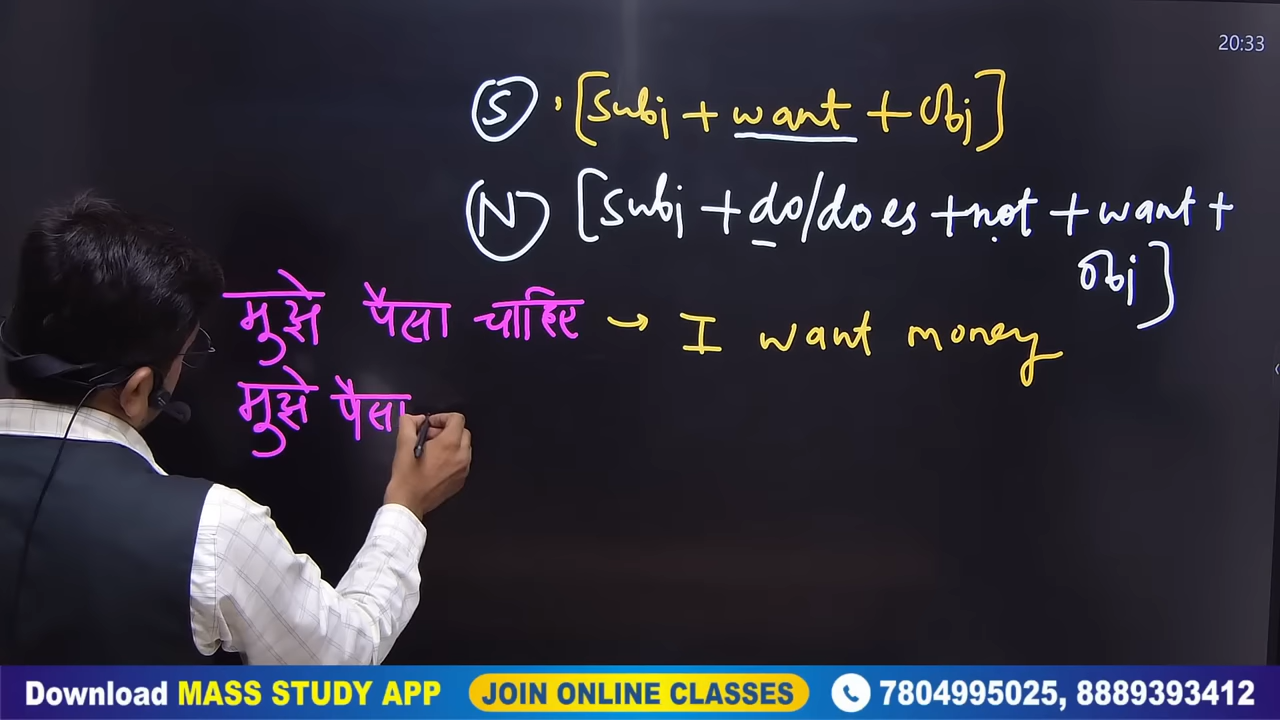 20:33
(S) , [Subj + want + Obj]
(N) [Subj + do/does + not + want +
Obj]
मुझे पैसा चाहिए → I want money
मुझे पैसा
Download MASS STUDY APP JOIN ONLINE CLASSES 7804995025, 8889393412